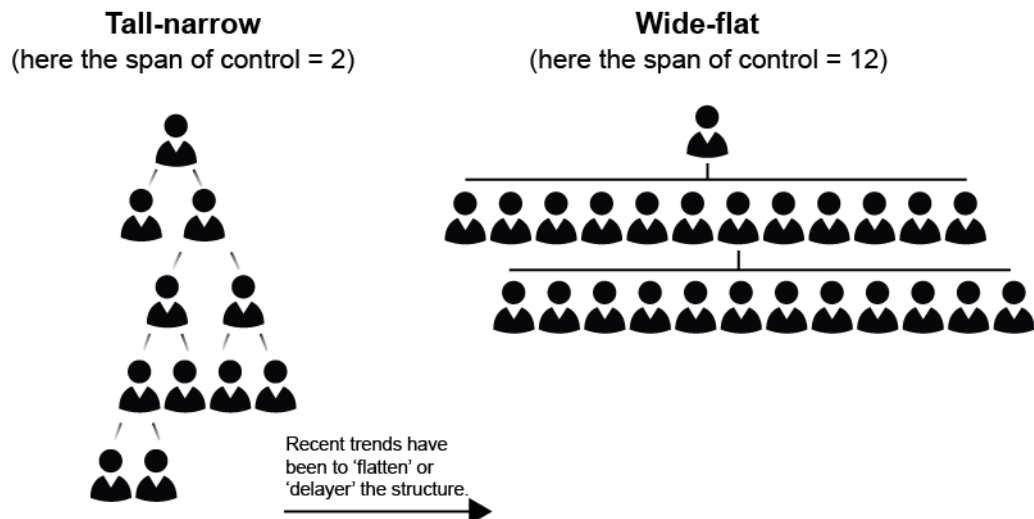 Tall-narrow
(here the span of control = 2)
Wide-flat
(here the span of control = 12)
Recent trends have
been to ‘flatten’ or
‘delayer’ the structure.